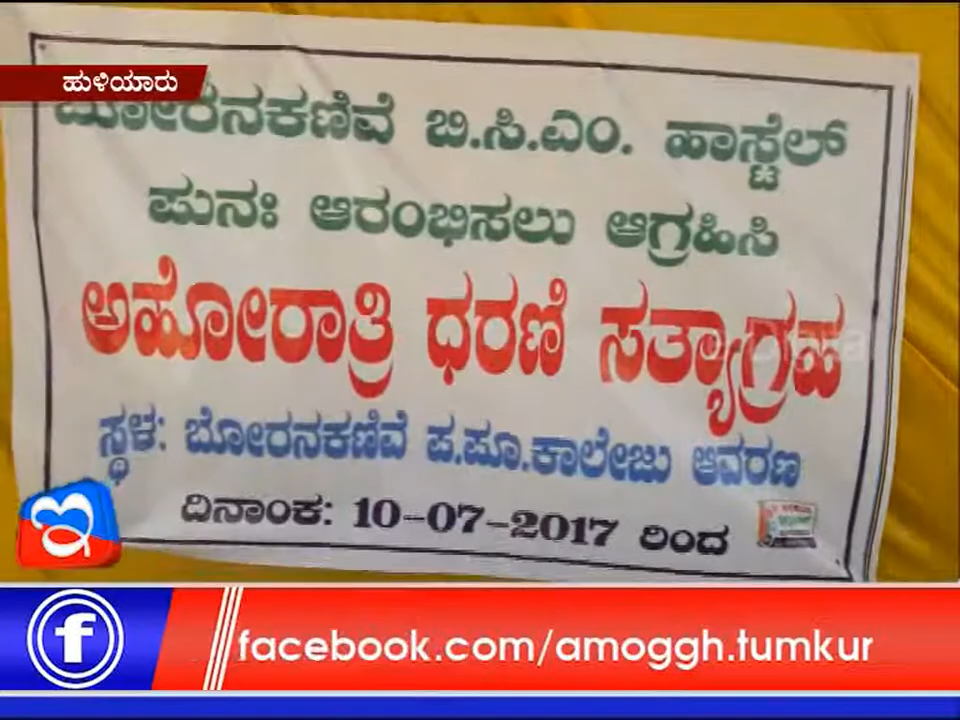 ಹುಳಿಯಾರು
ಬೋರನಕಣಿವೆ ಬಿ.ಸಿ.ಎಂ. ಹಾಸ್ಟೆಲ್
ಪುನಃ ಆರಂಭಿಸಲು ಆಗ್ರಹಿಸಿ
ಅಹೋರಾತ್ರಿ ಧರಣಿ ಸತ್ಯಾಗ್ರಹ
ಸ್ಥಳ: ಬೋರನಕಣಿವೆ ಪ.ಪೂ.ಕಾಲೇಜು ಆವರಣ
ದಿನಾಂಕ: 10-07-2017 ರಿಂದ
facebook.com/amoggh.tumkur